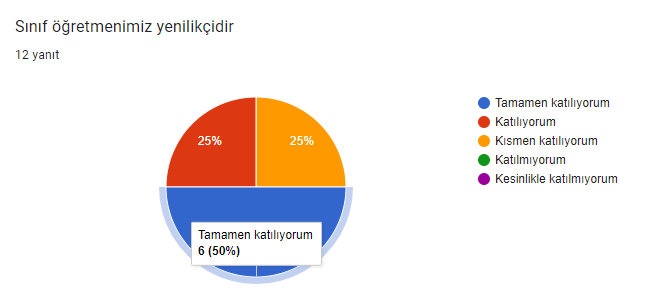 Sınıf öğretmenimiz yenilikçidir
12 yanıt
25%
25%
Tamamen katılıyorum
6 (50%)
Tamamen katılıyorum
Katılıyorum
Kısmen katılıyorum
Katılmıyorum
Kesinlikle katılmıyorum